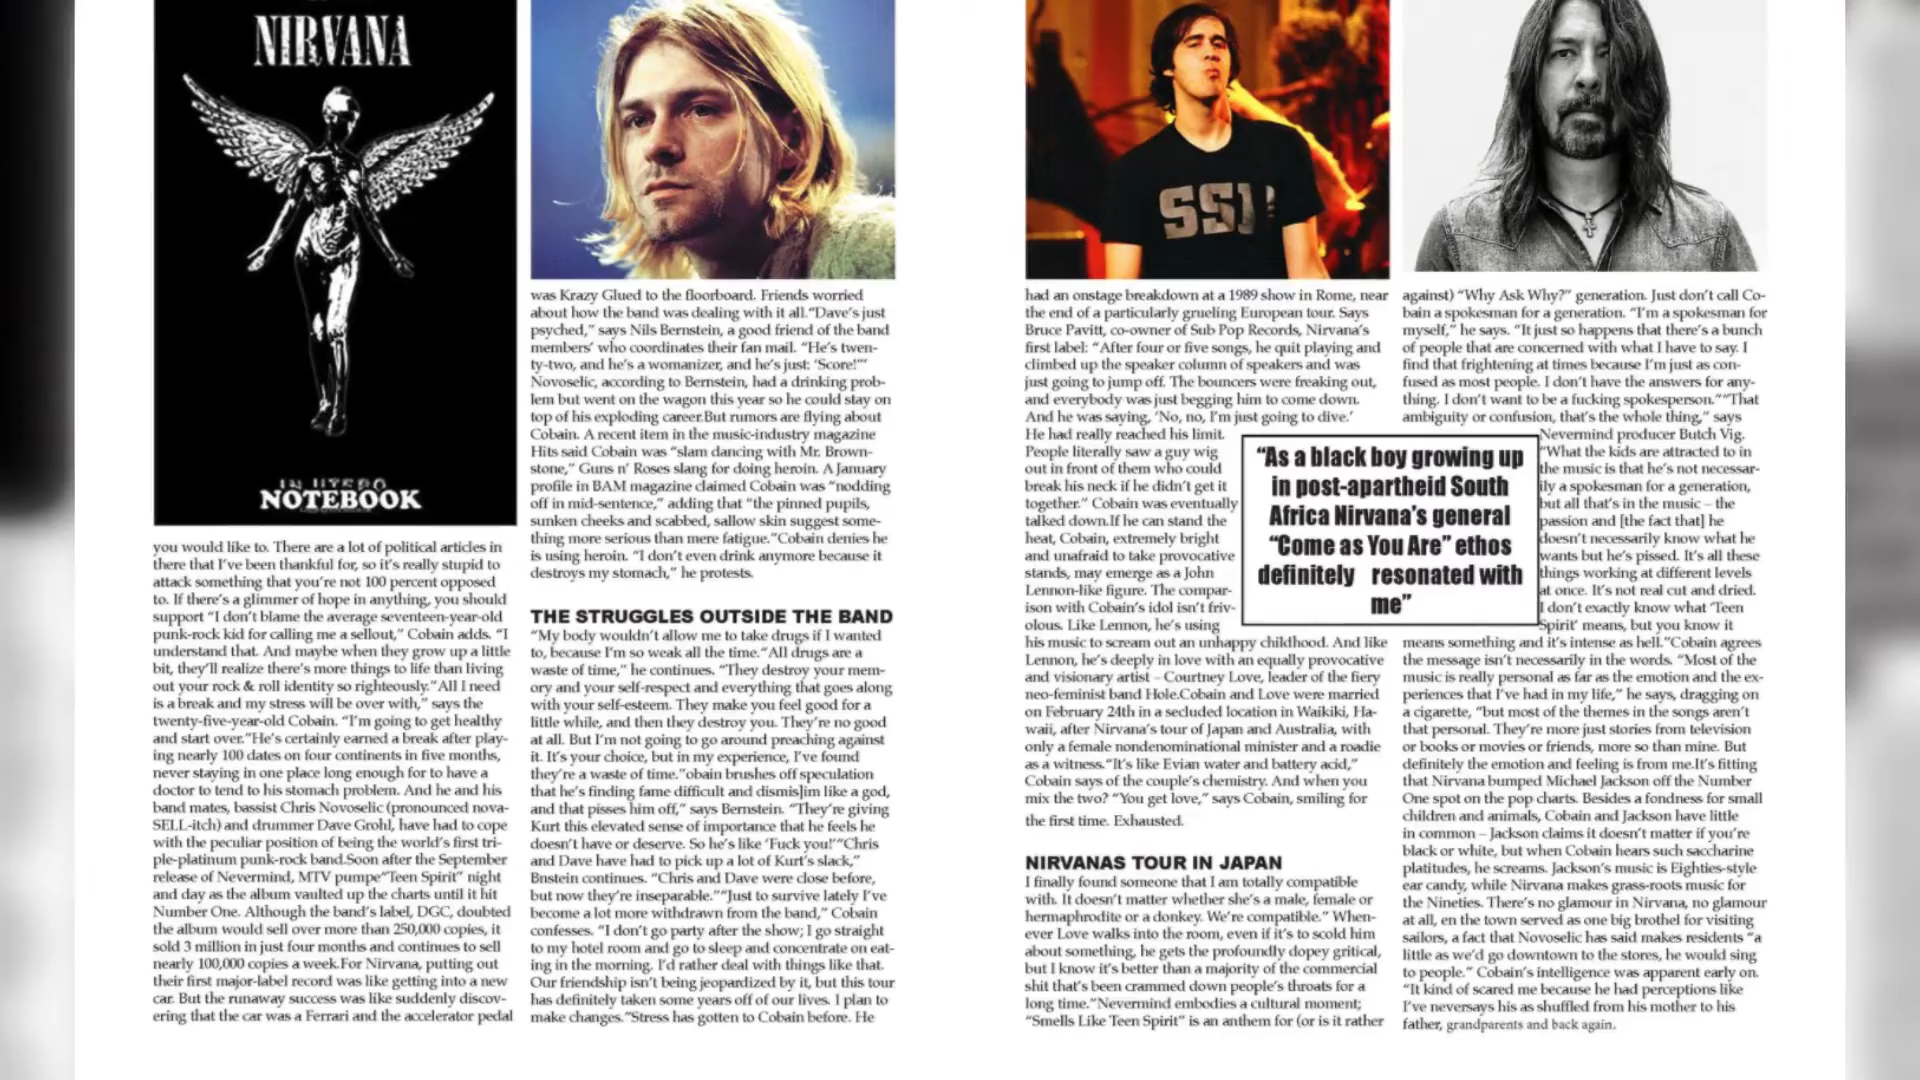 NIRVANA
IN UTERO
NOTEBOOK
you would like to. There are a lot of political articles in
there that I've been thankful for, so it's really stupid to
attack something that you're not 100 percent opposed
to. If there's a glimmer of hope in anything, you should
support “I don't blame the average seventeen-year-old
punk-rock kid for calling me a sellout,” Cobain adds. “I
understand that. And maybe when they grow up a little
bit, they'll realize there's more things to life than living
out your rock & roll identity so righteously.”All I need
is a break and my stress will be over with,” says the
twenty-five-year-old Cobain. “I'm going to get healthy
and start over.”He's certainly earned a break after play-
ing nearly 100 dates on four continents in five months,
never staying in one place long enough for to have a
doctor to tend to his stomach problem. And he and his
band mates, bassist Chris Novoselic (pronounced nova-
SELL-itch) and drummer Dave Grohl, have had to cope
with the peculiar position of being the world's first tri-
ple-platinum punk-rock band.Soon after the September
release of Nevermind, MTV pumpe“Teen Spirit” night
and day as the album vaulted up the charts until it hit
Number One. Although the band's label, DGC, doubted
the album would sell over more than 250,000 copies, it
sold 3 million in just four months and continues to sell
nearly 100,000 copies a week.For Nirvana, putting out
their first major-label record was like getting into a new
car. But the runaway success was like suddenly discov-
ering that the car was a Ferrari and the accelerator pedal
was Krazy Glued to the floorboard. Friends worried
about how the band was dealing with it all.“Dave's just
psyched,” says Nils Bernstein, a good friend of the band
members' who coordinates their fan mail. “He's twen-
ty-two, and he's a womanizer, and he's just: ‘Score!'”
Novoselic, according to Bernstein, had a drinking prob-
lem but went on the wagon this year so he could stay on
top of his exploding career.But rumors are flying about
Cobain. A recent item in the music-industry magazine
Hits said Cobain was “slam dancing with Mr. Brown-
stone,” Guns n' Roses slang for doing heroin. A January
profile in BAM magazine claimed Cobain was “nodding
off in mid-sentence,” adding that “the pinned pupils,
sunken cheeks and scabbed, sallow skin suggest some-
thing more serious than mere fatigue.”Cobain denies he
is using heroin. “I don't even drink anymore because it
destroys my stomach,” he protests.
THE STRUGGLES OUTSIDE THE BAND
“My body wouldn't allow me to take drugs if I wanted
to, because I'm so weak all the time.“All drugs are a
waste of time,” he continues. “They destroy your mem-
ory and your self-respect and everything that goes along
with your self-esteem. They make you feel good for a
little while, and then they destroy you. They're no good
at all. But I'm not going to go around preaching against
it. It's your choice, but in my experience, I've found
they're a waste of time.”obain brushes off speculation
that he's finding fame difficult and dismis]im like a god,
and that pisses him off,” says Bernstein. “They're giving
Kurt this elevated sense of importance that he feels he
doesn't have or deserve. So he's like ‘Fuck you!'”“Chris
and Dave have had to pick up a lot of Kurt's slack,”
Bnstein continues. “Chris and Dave were close before,
but now they're inseparable.”“Just to survive lately I've
become a lot more withdrawn from the band,” Cobain
confesses. “I don't go party after the show; I go straight
to my hotel room and go to sleep and concentrate on eat-
ing in the morning. I'd rather deal with things like that.
Our friendship isn't being jeopardized by it, but this tour
has definitely taken some years off of our lives. I plan to
make changes.”Stress has gotten to Cobain before. He
SSI
had an onstage breakdown at a 1989 show in Rome, near
the end of a particularly grueling European tour. Says
Bruce Pavitt, co-owner of Sub Pop Records, Nirvana's
first label: “After four or five songs, he quit playing and
climbed up the speaker column of speakers and was
just going to jump off. The bouncers were freaking out,
and everybody was just begging him to come down.
And he was saying, ‘No, no, I'm just going to dive.'
He had really reached his limit.
People literally saw a guy wig
out in front of them who could
break his neck if he didn't get it
together.” Cobain was eventually
talked down.If he can stand the
heat, Cobain, extremely bright
and unafraid to take provocative
stands, may emerge as a John
Lennon-like figure. The compar-
ison with Cobain's idol isn't friv-
olous. Like Lennon, he's using
his music to scream out an unhappy childhood. And like
Lennon, he's deeply in love with an equally provocative
and visionary artist – Courtney Love, leader of the fiery
neo-feminist band Hole.Cobain and Love were married
on February 24th in a secluded location in Waikiki, Ha-
waii, after Nirvana's tour of Japan and Australia, with
only a female nondenominational minister and a roadie
as a witness.“It's like Evian water and battery acid,”
Cobain says of the couple's chemistry. And when you
mix the two? “You get love,” says Cobain, smiling for
the first time. Exhausted.
NIRVANAS TOUR IN JAPAN
I finally found someone that I am totally compatible
with. It doesn't matter whether she's a male, female or
hermaphrodite or a donkey. We're compatible.” When-
ever Love walks into the room, even if it's to scold him
about something, he gets the profoundly dopey gritical,
but I know it's better than a majority of the commercial
shit that's been crammed down people's throats for a
long time.”Nevermind embodies a cultural moment;
“Smells Like Teen Spirit” is an anthem for (or is it rather
“As a black boy growing up
in post-apartheid South
Africa Nirvana's general
“Come as You Are” ethos
definitely resonated with
me”
against) “Why Ask Why?” generation. Just don't call Co-
bain a spokesman for a generation. “I'm a spokesman for
myself,” he says. “It just so happens that there's a bunch
of people that are concerned with what I have to say. I
find that frightening at times because I'm just as con-
fused as most people. I don't have the answers for any-
thing. I don't want to be a fucking spokesperson.”“That
ambiguity or confusion, that's the whole thing,” says
Nevermind producer Butch Vig.
“What the kids are attracted to in
the music is that he's not necessar-
ily a spokesman for a generation,
but all that's in the music – the
passion and [the fact that] he
doesn't necessarily know what he
wants but he's pissed. It's all these
things working at different levels
at once. It's not real cut and dried.
I don't exactly know what ‘Teen
Spirit' means, but you know it
means something and it's intense as hell.”Cobain agrees
the message isn't necessarily in the words. “Most of the
music is really personal as far as the emotion and the ex-
periences that I've had in my life,” he says, dragging on
a cigarette, “but most of the themes in the songs aren't
that personal. They're more just stories from television
or books or movies or friends, more so than mine. But
definitely the emotion and feeling is from me.It's fitting
that Nirvana bumped Michael Jackson off the Number
One spot on the pop charts. Besides a fondness for small
children and animals, Cobain and Jackson have little
in common – Jackson claims it doesn't matter if you're
black or white, but when Cobain hears such saccharine
platitudes, he screams. Jackson's music is Eighties-style
ear candy, while Nirvana makes grass-roots music for
the Nineties. There's no glamour in Nirvana, no glamour
at all, en the town served as one big brothel for visiting
sailors, a fact that Novoselic has said makes residents “a
little as we'd go downtown to the stores, he would sing
to people.” Cobain's intelligence was apparent early on.
“It kind of scared me because he had perceptions like
I've neversays his as shuffled from his mother to his
father, grandparents and back again.